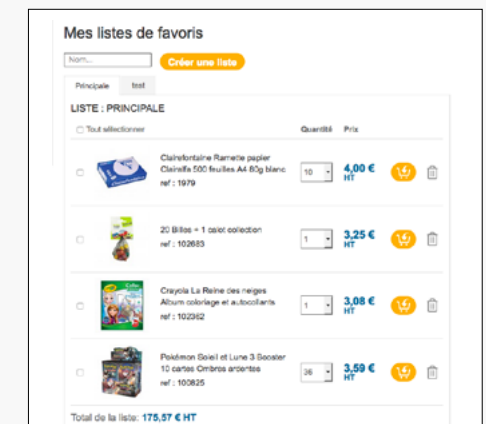 Mes listes de favoris
Nom... Créer une liste
Principale test
LISTE : PRINCIPALE
Tout sélectionner Quantité Prix
Clairefontaine Ramette papier
Clairalfa 500 feuilles A4 80g blanc
ref : 1979
10 4,00 € HT
20 Billes + 1 calot collection
ref : 102683
1 3,25 € HT
Crayola La Reine des neiges
Album coloriage et autocollants
ref : 102362
1 3,08 € HT
Pokémon Soleil et Lune 3 Booster
10 cartes Ombres ardentes
ref : 100825
36 3,59 € HT
Total de la liste: 175,57 € HT